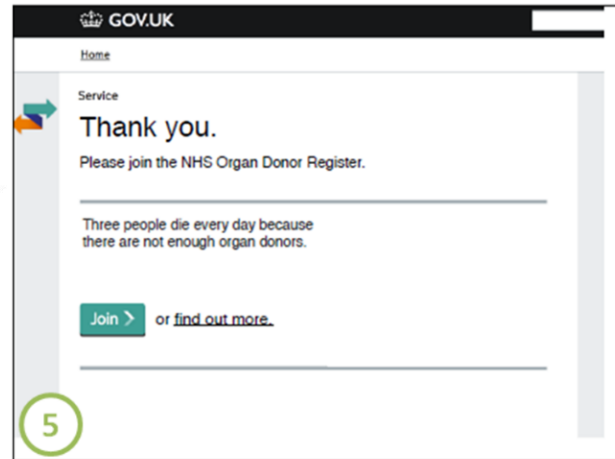 GOV.UK
Home
Service
Thank you.
Please join the NHS Organ Donor Register.
Three people die every day because
there are not enough organ donors.
Join > or find out more.
5